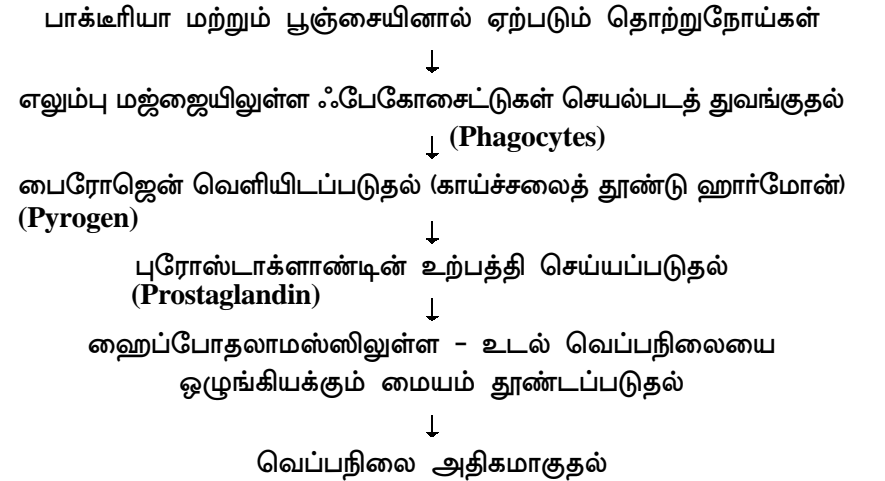 பாக்டீரியா மற்றும் பூஞ்சையினால் ஏற்படும் தொற்றுநோய்கள்
↓
எலும்பு மஜ்ஜையிலுள்ள ஃபேகோசைட்டுகள் செயல்படத் துவங்குதல்
↓ (Phagocytes)
பைரோஜென் வெளியிடப்படுதல் (காய்ச்சலைத் தூண்டு ஹார்மோன்)
(Pyrogen)
↓
புரோஸ்டாக்ளாண்டின் உற்பத்தி செய்யப்படுதல்
(Prostaglandin)
↓
ஹைப்போதலாமஸ்ஸிலுள்ள - உடல் வெப்பநிலையை
ஒழுங்கியக்கும் மையம் தூண்டப்படுதல்
↓
வெப்பநிலை அதிகமாகுதல்